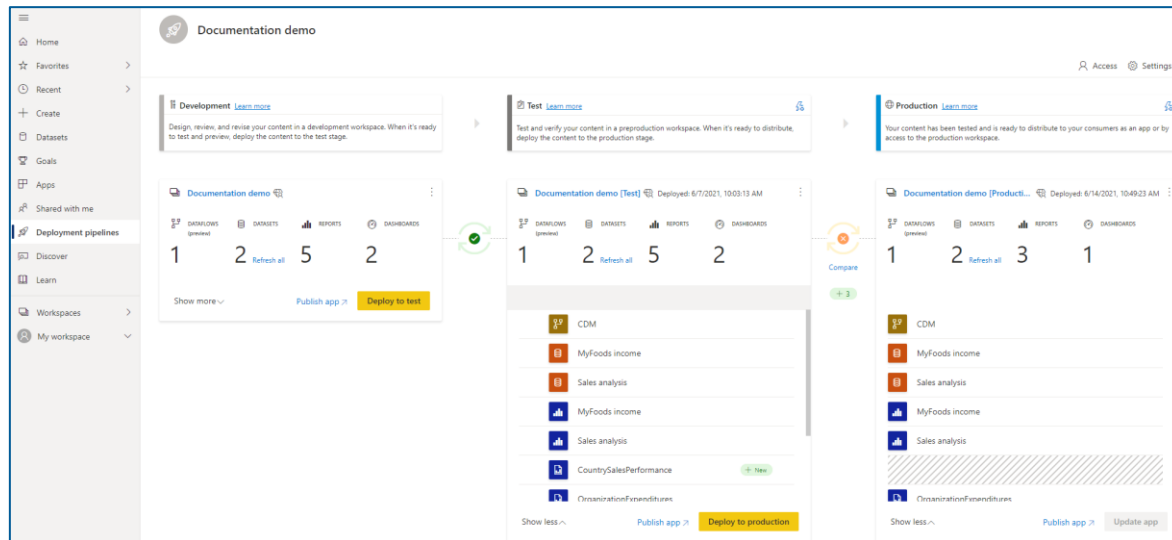 Documentation demo
Home
Favorites
Recent
Create
Datasets
Goals
Apps
Shared with me
Deployment pipelines
Discover
Learn
Workspaces
My workspace
Access
Settings
Development Learn more
Design, review, and revise your content in a development workspace. When it's ready
to test and preview, deploy the content to the test stage.
Documentation demo
DATAFLOWS
(preview)
DATASETS
REPORTS
DASHBOARDS
1
2 Refresh all
5
2
Show more
Publish app
Deploy to test
Test Learn more
Test and verify your content in a preproduction workspace. When it's ready to distribute,
deploy the content to the production stage.
Documentation demo [Test] Deployed: 6/7/2021, 10:03:13 AM
DATAFLOWS
(preview)
DATASETS
REPORTS
DASHBOARDS
1
2 Refresh all
5
2
CDM
MyFoods income
Sales analysis
MyFoods income
Sales analysis
CountrySalesPerformance + New
OrganizationExpenditures
Show less
Publish app
Deploy to production
Compare
+ 3
Production Learn more
Your content has been tested and is ready to distribute to your consumers as an app or by
access to the production workspace.
Documentation demo [Producti... Deployed: 6/14/2021, 10:49:23 AM
DATAFLOWS
(preview)
DATASETS
REPORTS
DASHBOARDS
1
2 Refresh all
3
1
CDM
MyFoods income
Sales analysis
MyFoods income
Sales analysis
OrganizationExpenditures
Show less
Publish app
Update app